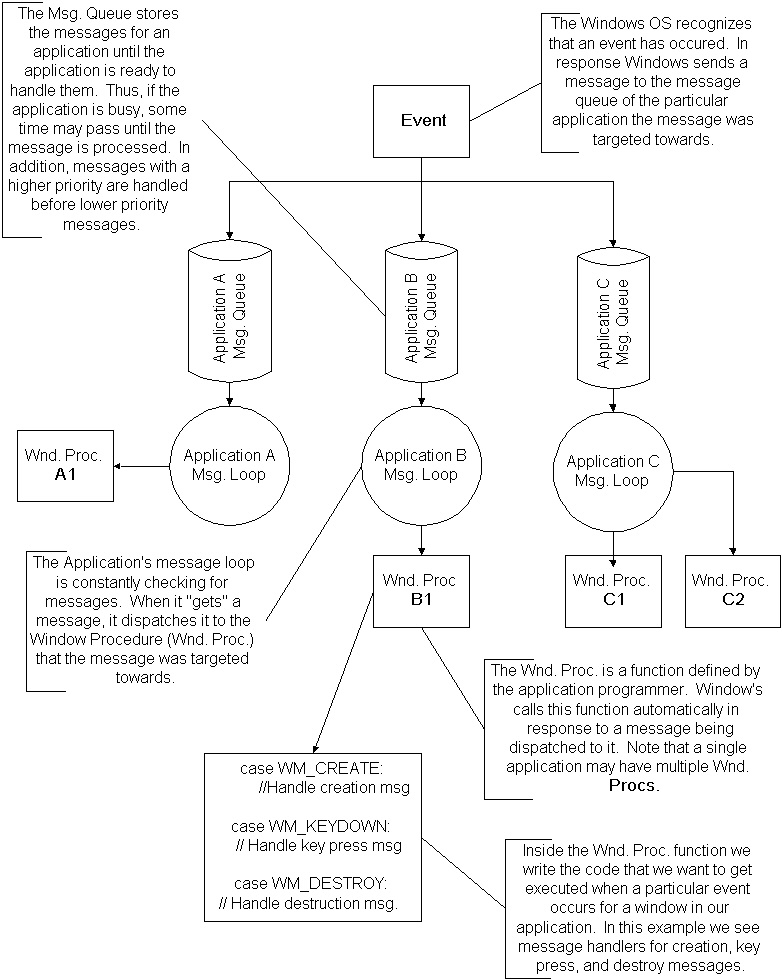 The Msg. Queue stores
the messages for an
application until the
application is ready to
handle them. Thus, if the
application is busy, some
time may pass until the
message is processed. In
addition, messages with a
higher priority are handled
before lower priority
messages.
The Windows OS recognizes
that an event has occured. In
response Windows sends a
message to the message
queue of the particular
application the message was
targeted towards.
Event
Application A
Msg. Queue
Application B
Msg. Queue
Application C
Msg. Queue
Wnd. Proc.
A1
Application A
Msg. Loop
Application B
Msg. Loop
Application C
Msg. Loop
The Application's message loop
is constantly checking for
messages. When it "gets" a
message, it dispatches it to the
Window Procedure (Wnd. Proc.)
that the message was targeted
towards.
Wnd. Proc
B1
Wnd. Proc.
C1
Wnd. Proc.
C2
The Wnd. Proc. is a function defined by
the application programmer. Window's
calls this function automatically in
response to a message being
dispatched to it. Note that a single
application may have multiple Wnd.
Procs.
case WM_CREATE:
//Handle creation msg
case WM_KEYDOWN:
// Handle key press msg
case WM_DESTROY:
// Handle destruction msg.
Inside the Wnd. Proc. function we
write the code that we want to get
executed when a particular event
occurs for a window in our
application. In this example we see
message handlers for creation, key
press, and destroy messages.